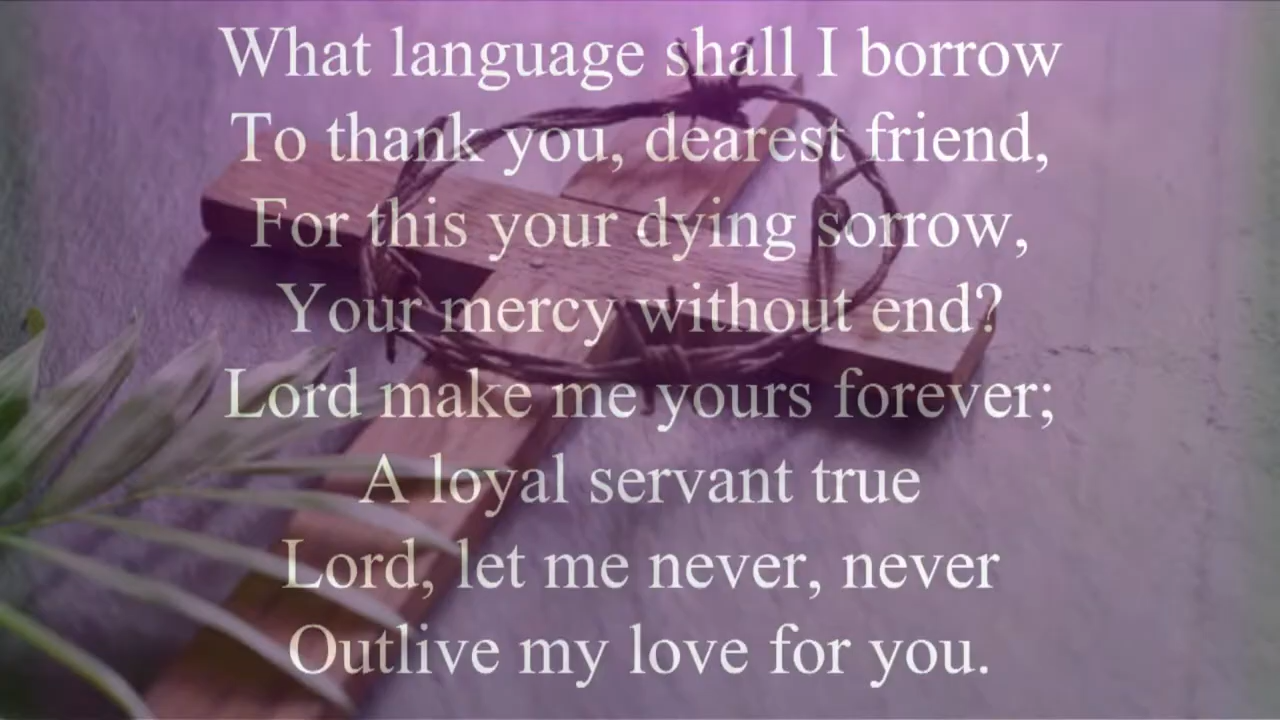 What language shall I borrow
To thank you, dearest friend,
For this your dying sorrow,
Your mercy without end?
Lord make me yours forever;
A loyal servant true
Lord, let me never, never
Outlive my love for you.